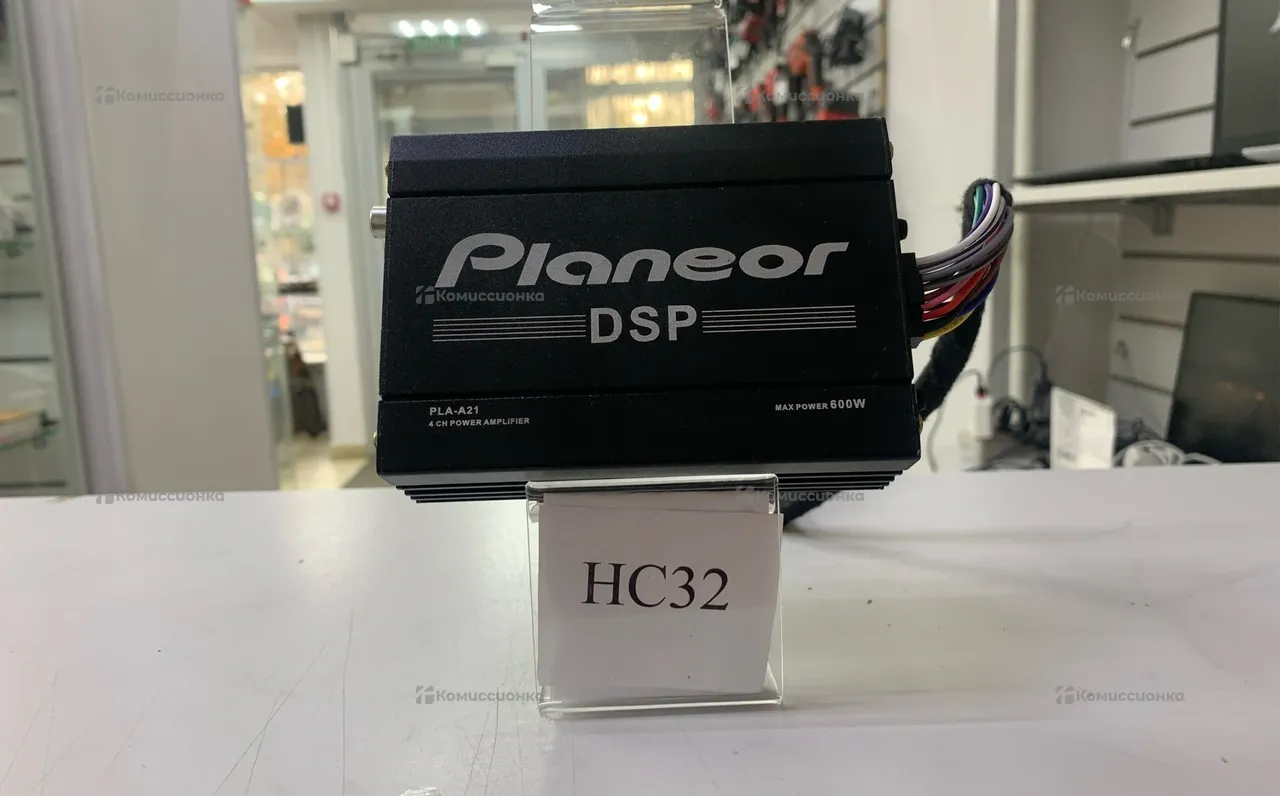 Комиссионка
Комиссионка
Planeor
Комиссионка
Комиссионка
DSP
PLA-A21
4 CH POWER AMPLIFIER
MAX POWER 600W
Комиссионка
Комиссионка
HC32
Комиссионка
Комиссионка